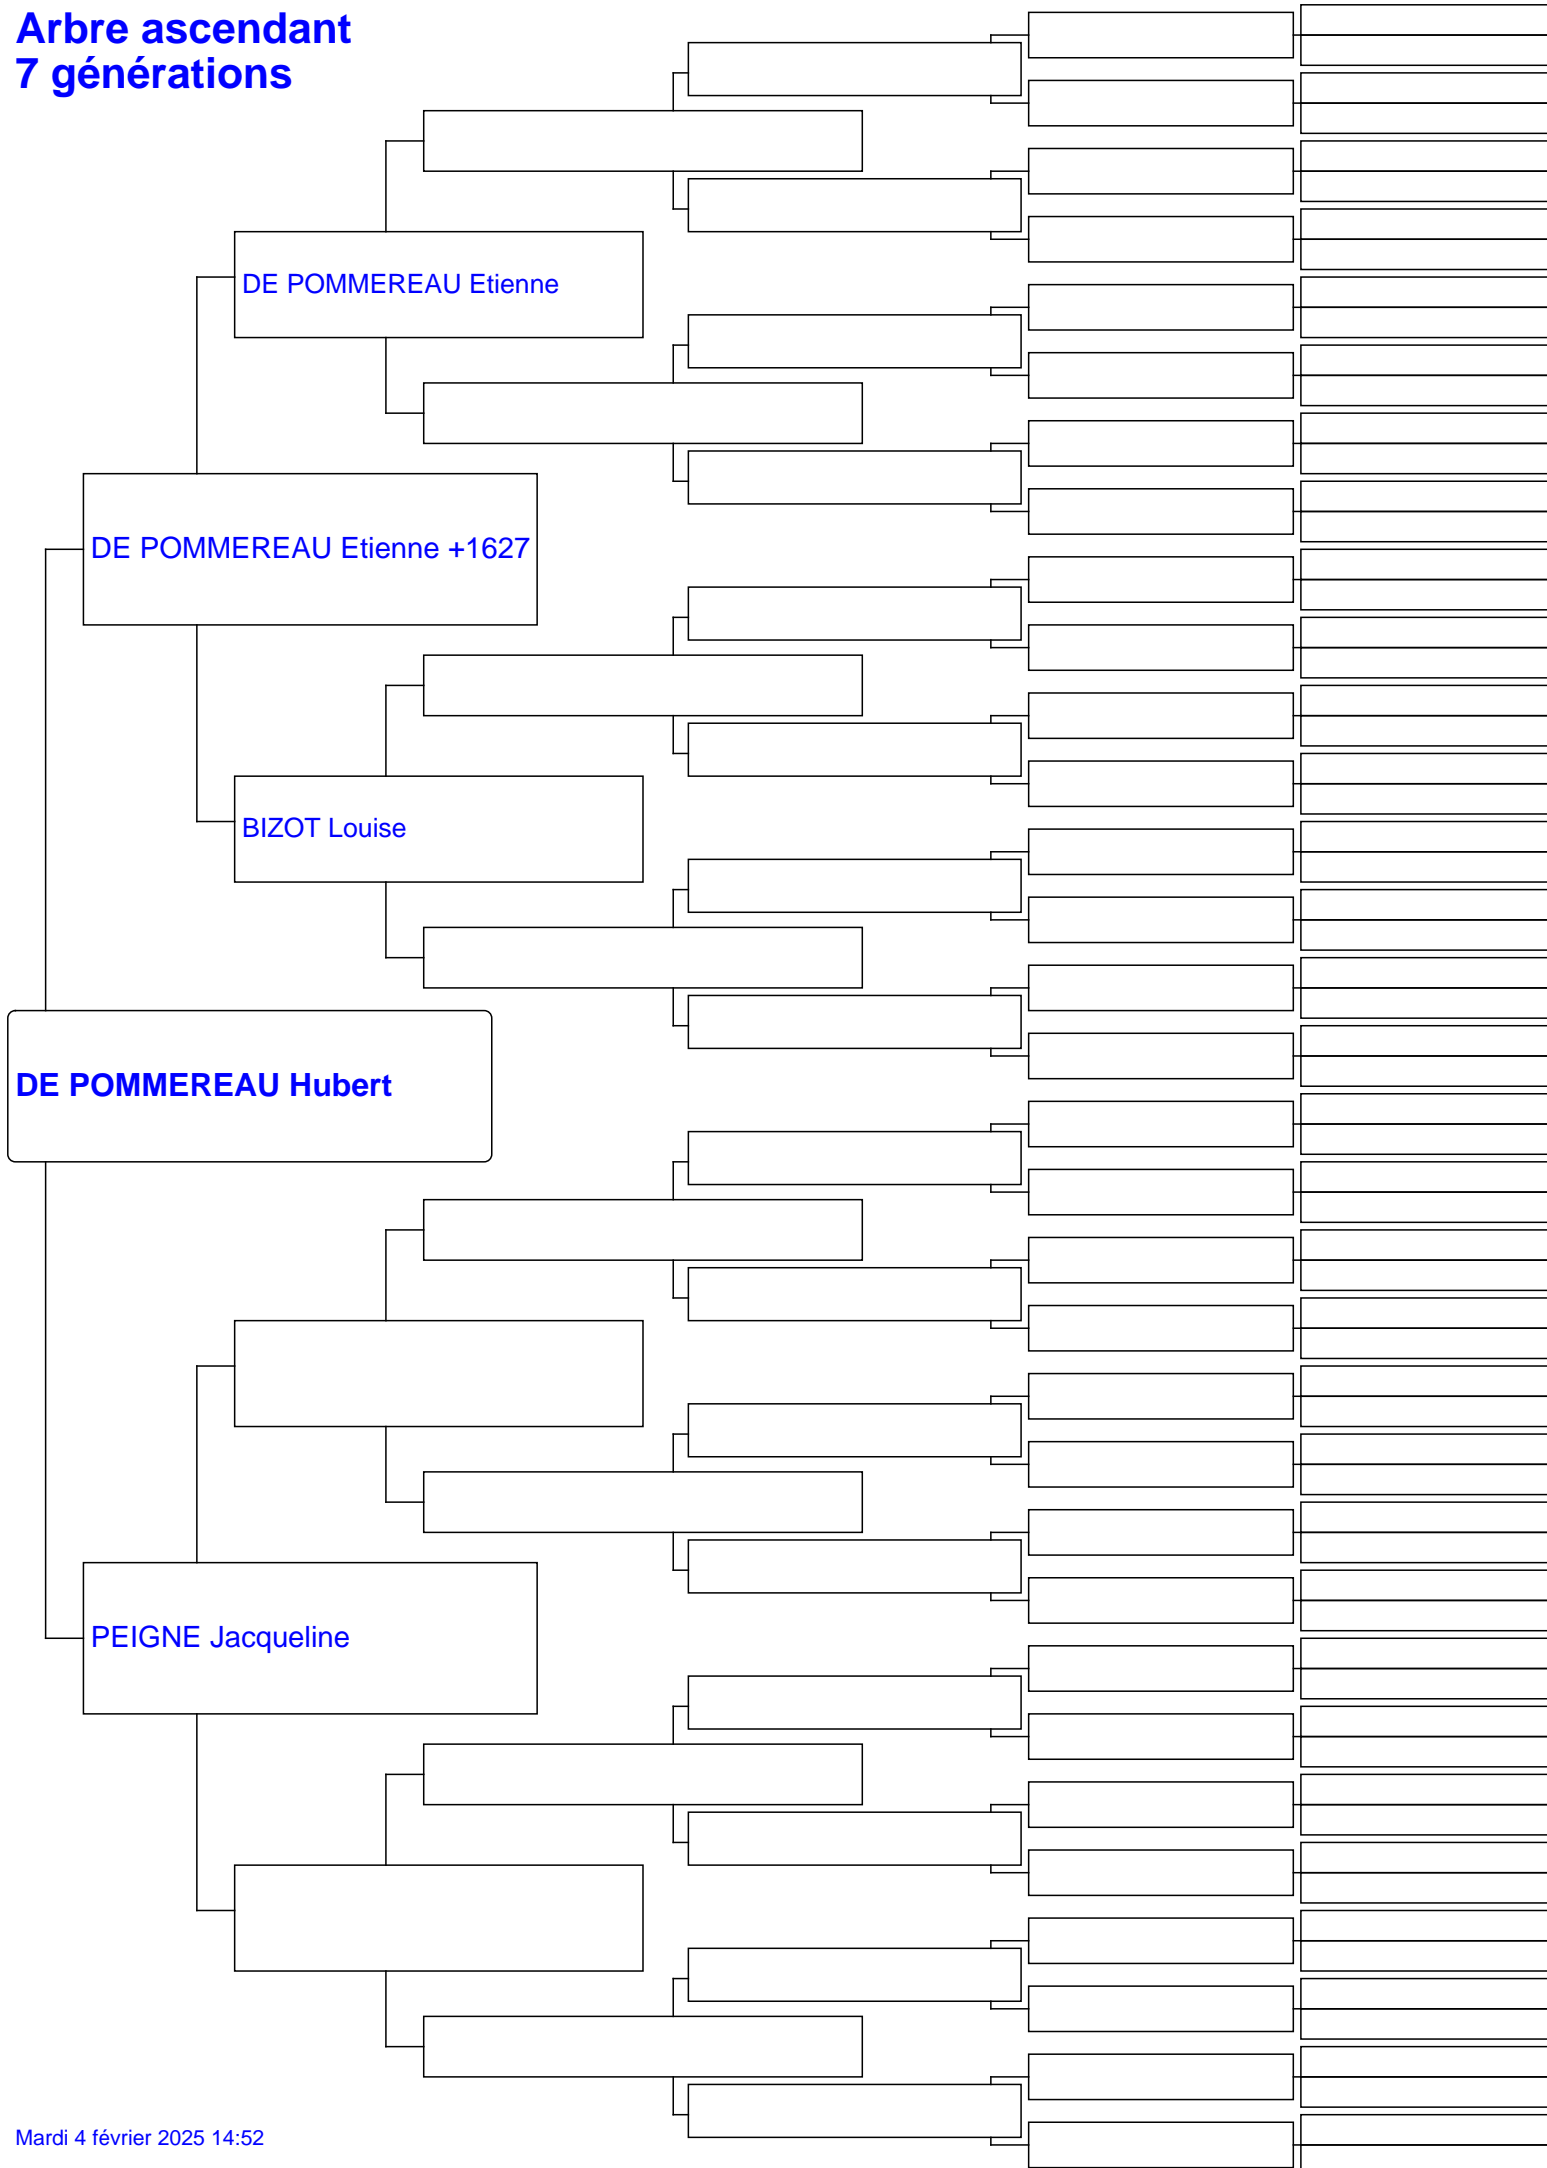 Arbre ascendant
7 générations
DE POMMEREAU Etienne
DE POMMEREAU Etienne +1627
BIZOT Louise
DE POMMEREAU Hubert
PEIGNE Jacqueline
Mardi 4 février 2025 14:52